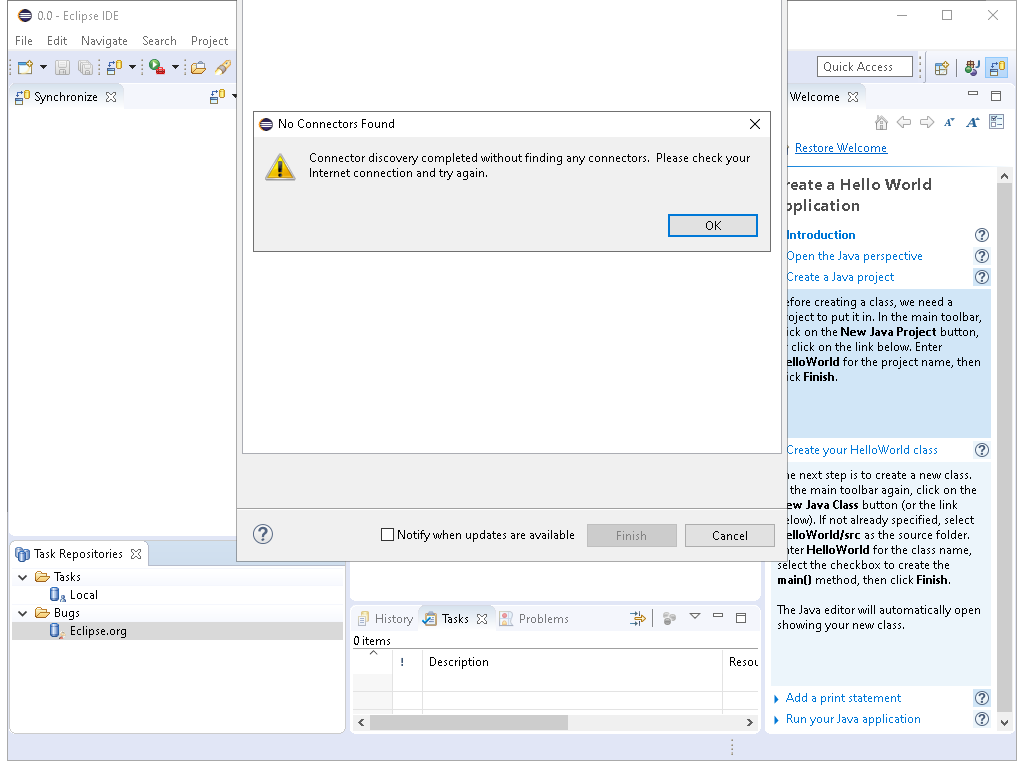 0.0 - Eclipse IDE
File Edit Navigate Search Project
Quick Access
Synchronize
Welcome
No Connectors Found
Connector discovery completed without finding any connectors.  Please check your
Internet connection and try again.
OK
Notify when updates are available
Finish
Cancel
Restore Welcome
reate a Hello World
pplication
Introduction
Open the Java perspective
Create a Java project
efore creating a class, we need a
oject to put it in. In the main toolbar,
ick on the New Java Project button,
click on the link below. Enter
elloWorld for the project name, then
ick Finish.
Create your HelloWorld class
he next step is to create a new class.
the main toolbar again, click on the
ew Java Class button (or the link
elow). If not already specified, select
elloWorld/src as the source folder.
nter HelloWorld for the class name,
select the checkbox to create the
main() method, then click Finish.
The Java editor will automatically open
showing your new class.
Add a print statement
Run your Java application
Task Repositories
Tasks
Local
Bugs
Eclipse.org
History Tasks Problems
0 items
! Description Resou